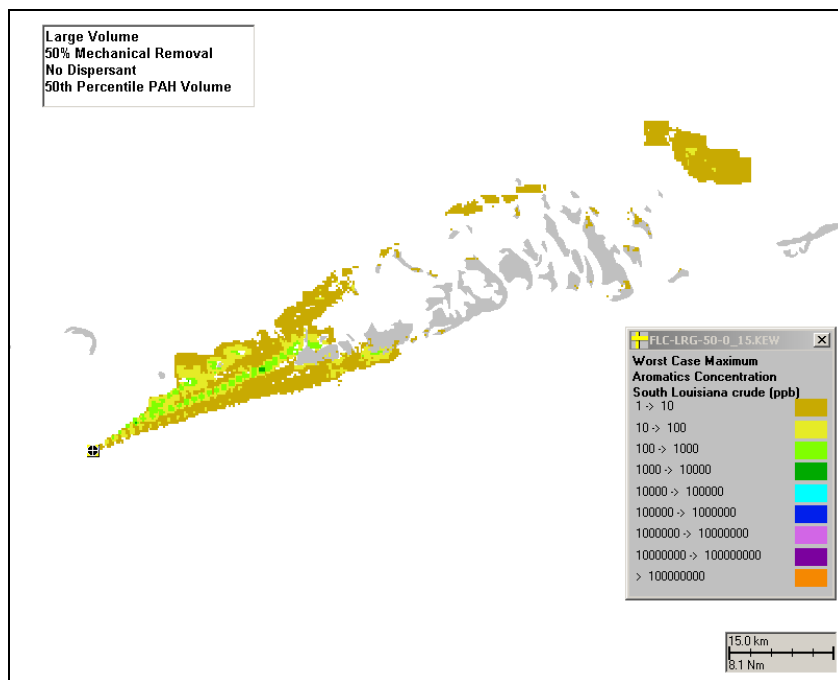 Large Volume
50% Mechanical Removal
No Dispersant
50th Percentile PAH Volume
FLC-LRG-50-0_15.KEW
Worst Case Maximum
Aromatics Concentration
South Louisiana crude (ppb)
1 -> 10
10 -> 100
100 -> 1000
1000 -> 10000
10000 -> 100000
100000 -> 1000000
1000000 -> 10000000
10000000 -> 100000000
> 100000000
15.0 km
8.1 Nm